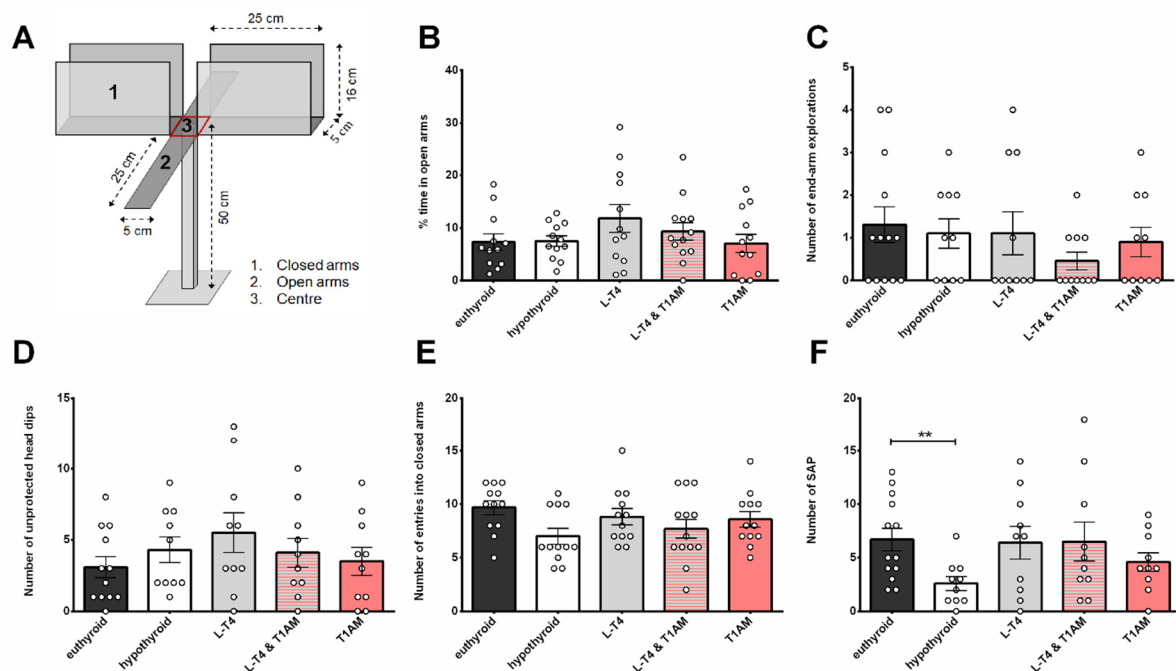 A
25 cm
16 cm
5 cm
1
3
2
25 cm
5 cm
50 cm
1. Closed arms
2. Open arms
3. Centre
B
% time in open arms
40
30
20
10
0
euthyroid
hypothyroid
L-T4
L-T4 & T1AM
T1AM
C
Number of end-arm explorations
5
4
3
2
1
0
euthyroid
hypothyroid
L-T4
L-T4 & T1AM
T1AM
D
Number of unprotected head dips
15
10
5
0
euthyroid
hypothyroid
L-T4
L-T4 & T1AM
T1AM
E
Number of entries into closed arms
20
15
10
5
0
euthyroid
hypothyroid
L-T4
L-T4 & T1AM
T1AM
F
Number of SAP
20
15
10
5
0
**
euthyroid
hypothyroid
L-T4
L-T4 & T1AM
T1AM